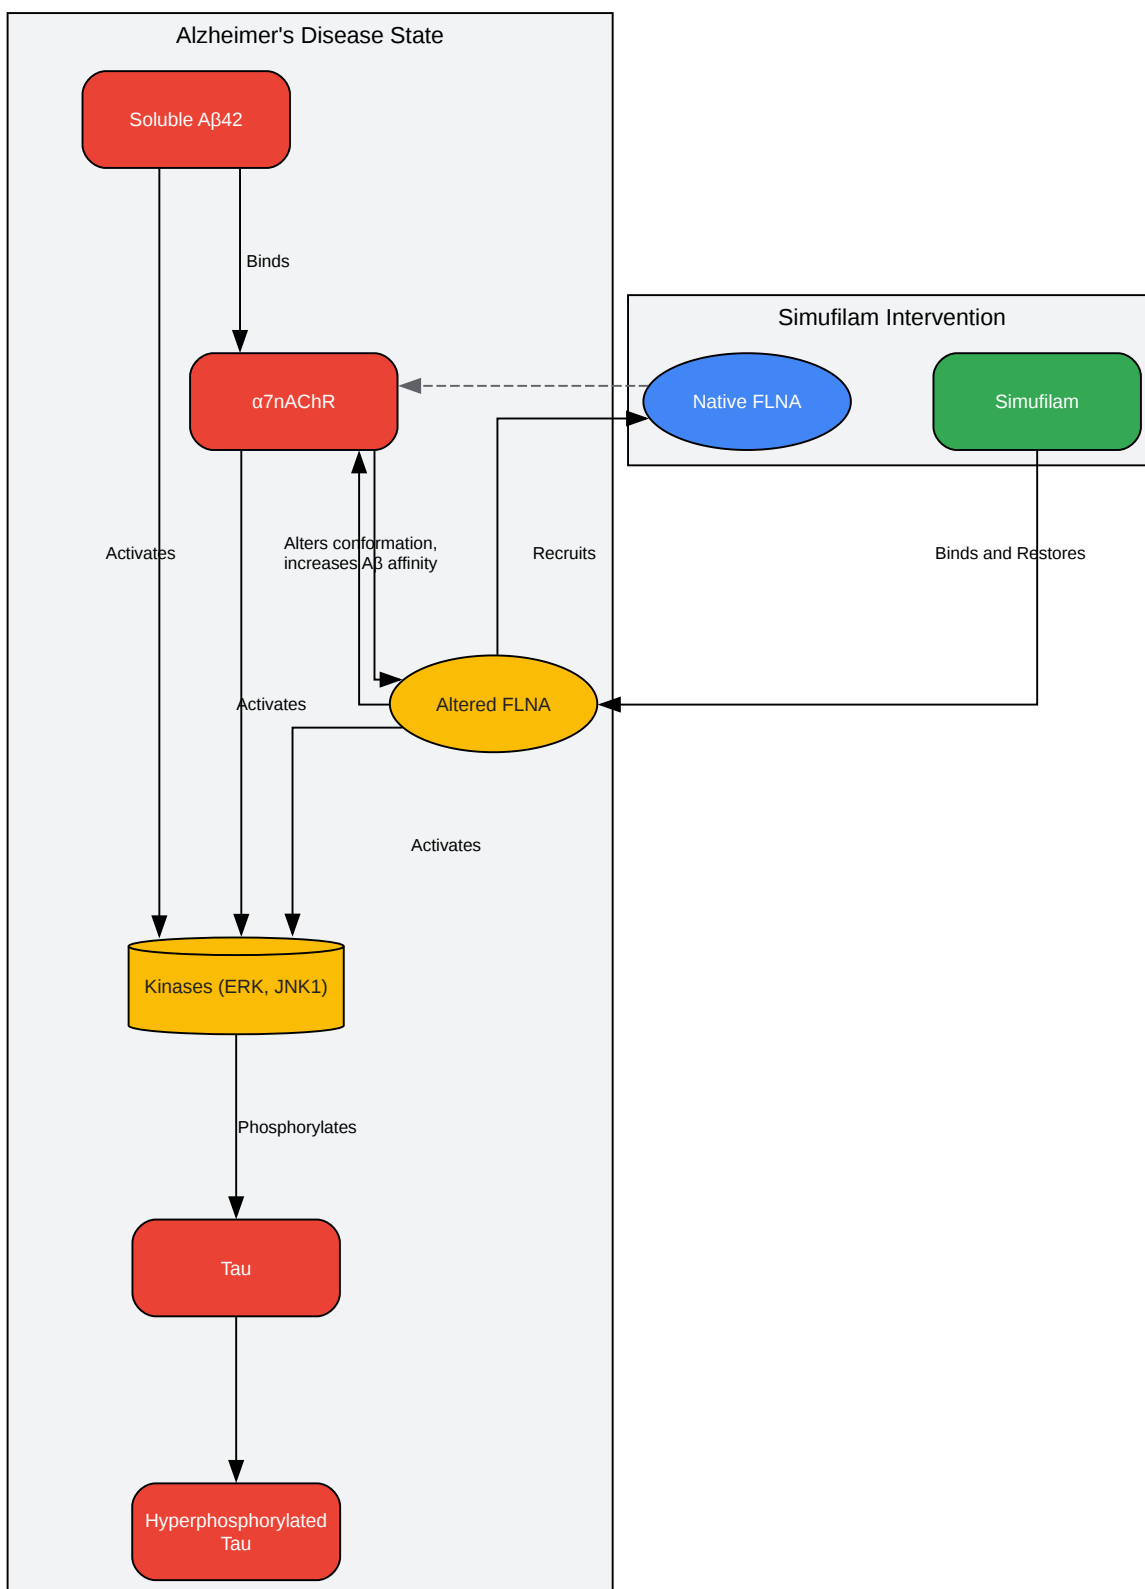 Alzheimer's Disease State
Soluble Aβ42
Binds
Simufilam Intervention
α7nAChR
Native FLNA
Simufilam
Activates
Alters conformation,
increases Aβ affinity
Recruits
Binds and Restores
Activates
Altered FLNA
Activates
Kinases (ERK, JNK1)
Phosphorylates
Tau
Hyperphosphorylated
Tau